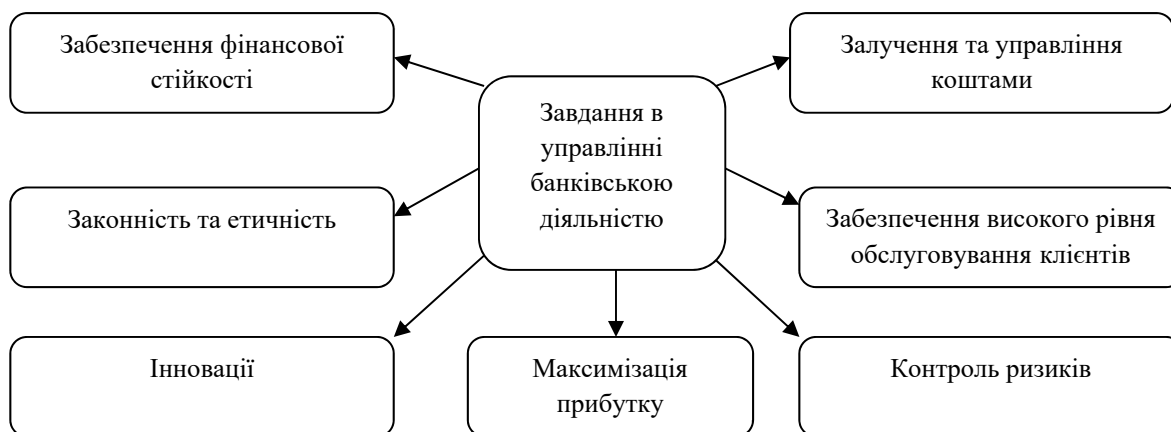 Забезпечення фінансової
стійкості
Залучення та управління
коштами
Завдання в
управлінні
банківською
діяльністю
Законність та етичність
Забезпечення високого рівня
обслуговування клієнтів
Інновації
Максимізація
прибутку
Контроль ризиків